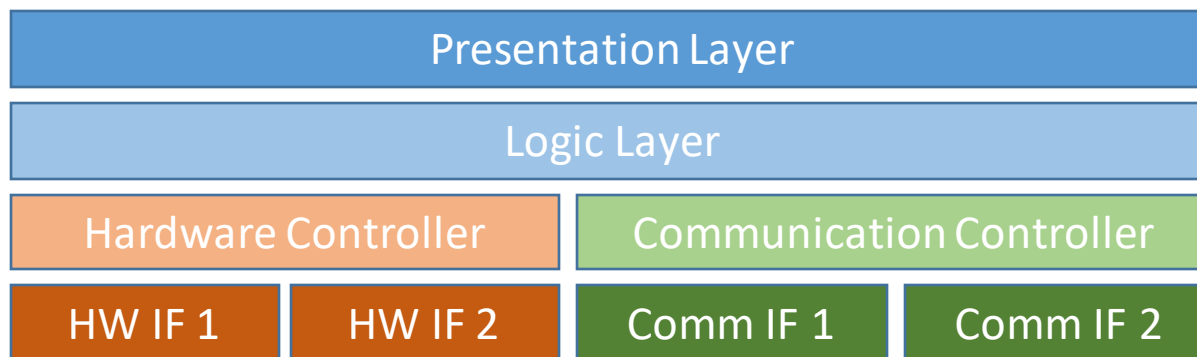 Presentation Layer
Logic Layer
Hardware Controller
Communication Controller
HW IF 1
HW IF 2
Comm IF 1
Comm IF 2